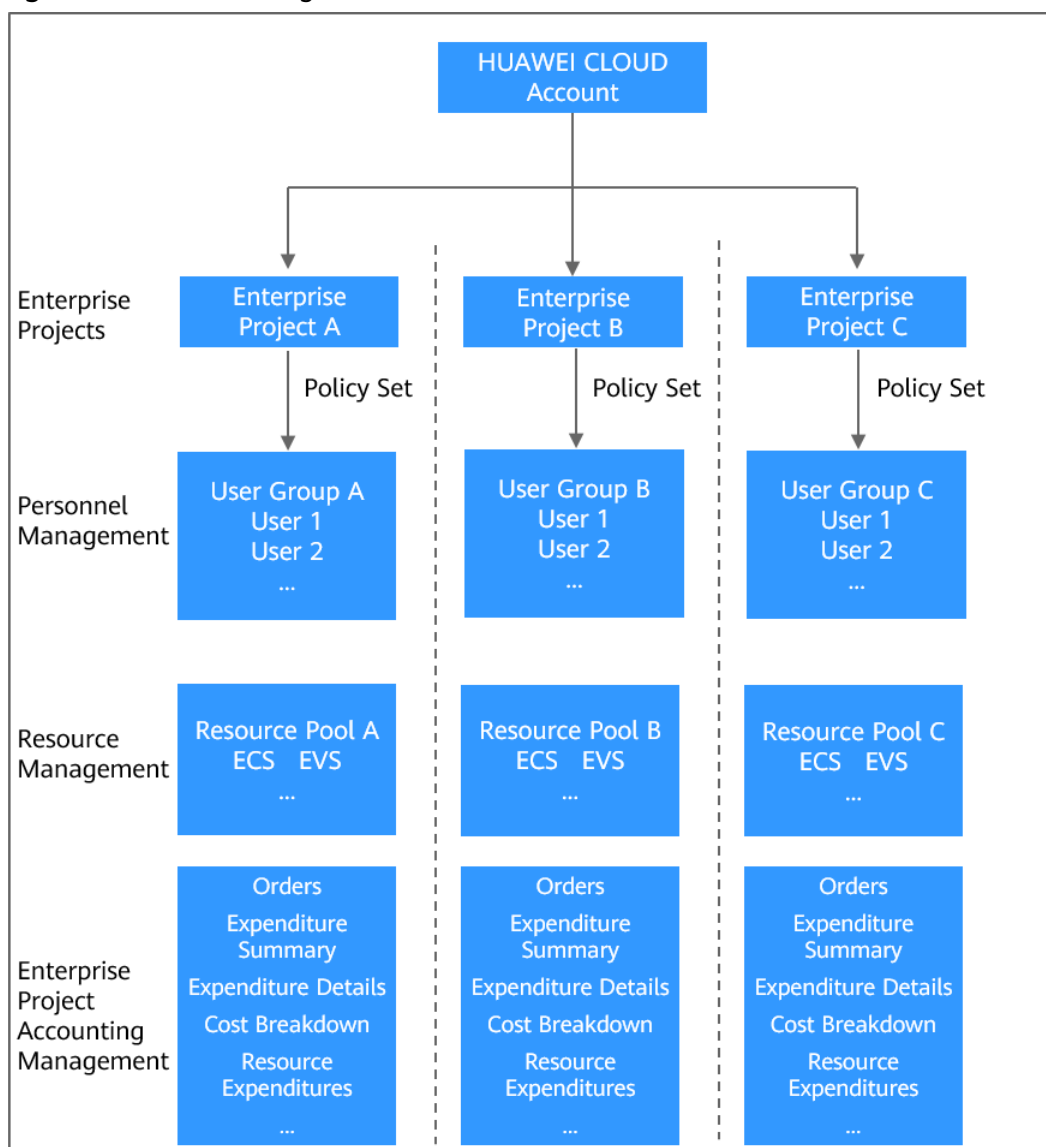 HUAWEI CLOUD
Account
Enterprise
Projects
Enterprise
Project A
Enterprise
Project B
Enterprise
Project C
Policy Set
Policy Set
Policy Set
Personnel
Management
User Group A
User 1
User 2
...
User Group B
User 1
User 2
...
User Group C
User 1
User 2
...
Resource
Management
Resource Pool A
ECS EVS
...
Resource Pool B
ECS EVS
...
Resource Pool C
ECS EVS
...
Enterprise
Project
Accounting
Management
Orders
Expenditure
Summary
Expenditure Details
Cost Breakdown
Resource
Expenditures
...
Orders
Expenditure
Summary
Expenditure Details
Cost Breakdown
Resource
Expenditures
...
Orders
Expenditure
Summary
Expenditure Details
Cost Breakdown
Resource
Expenditures
...